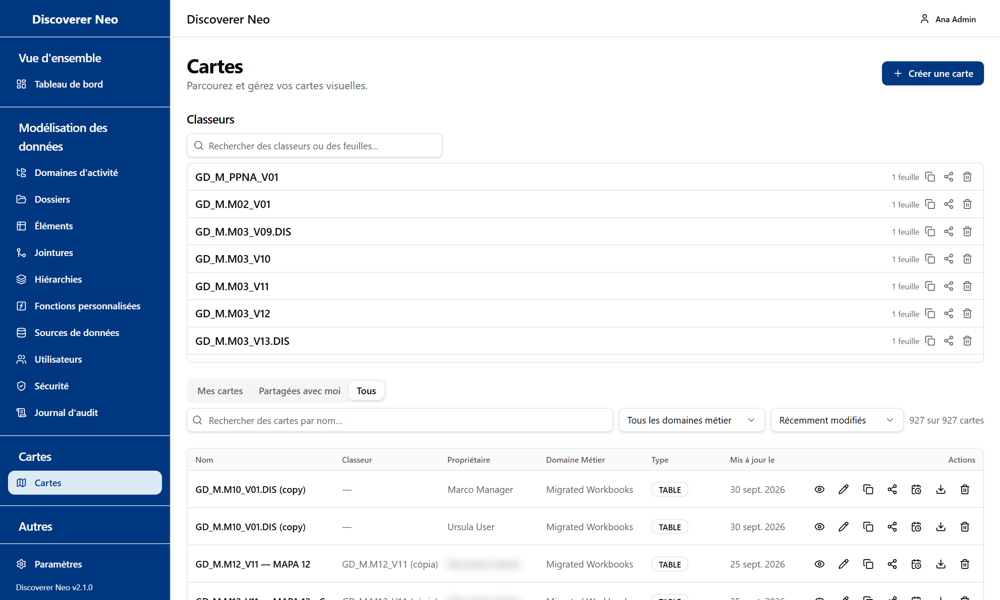 Discoverer Neo
Discoverer Neo
Ana Admin
Vue d'ensemble
Tableau de bord
Modélisation des
données
Domaines d'activité
Dossiers
Éléments
Jointures
Hiérarchies
Fonctions personnalisées
Sources de données
Utilisateurs
Sécurité
Journal d'audit
Cartes
Cartes
Autres
Paramètres
Discoverer Neo v2.1.0
Cartes
Parcourez et gérez vos cartes visuelles.
Créer une carte
Classeurs
Rechercher des classeurs ou des feuilles...
GD_M_PPNA_V01 1 feuille
GD_M.M02_V01 1 feuille
GD_M.M03_V09.DIS 1 feuille
GD_M.M03_V10 1 feuille
GD_M.M03_V11 1 feuille
GD_M.M03_V12 1 feuille
GD_M.M03_V13.DIS 1 feuille
Mes cartes Partagées avec moi Tous
Rechercher des cartes par nom... Tous les domaines métier Récemment modifiés 927 sur 927 cartes
Nom Classeur Propriétaire Domaine Métier Type Mis à jour le Actions
GD_M.M10_V01.DIS (copy) — Marco Manager Migrated Workbooks TABLE 30 sept. 2026
GD_M.M10_V01.DIS (copy) — Ursula User Migrated Workbooks TABLE 30 sept. 2026
GD_M.M12_V11 — MAPA 12 GD_M.M12_V11 (cópia) Migrated Workbooks TABLE 25 sept. 2026